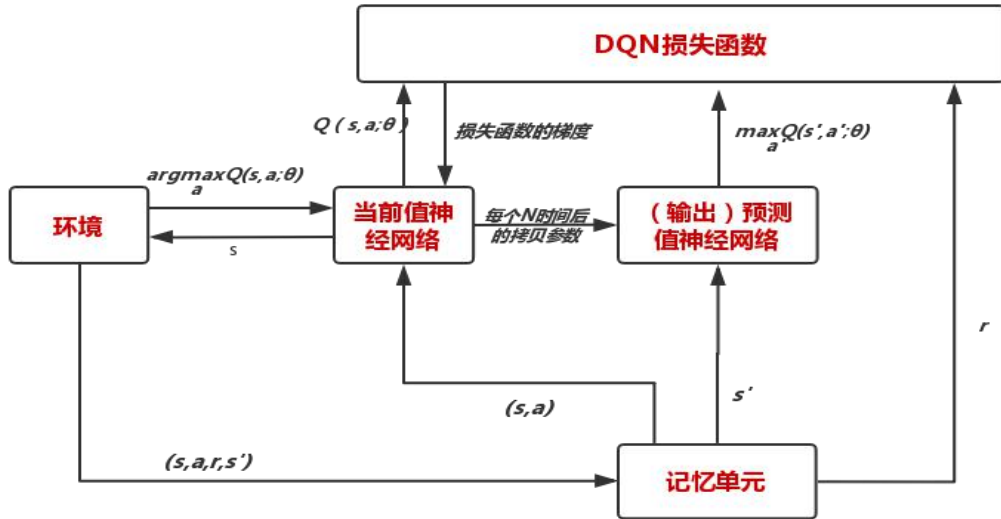 DQN损失函数
Q ( s,a;θ )
损失函数的梯度
maxQ(s',a';θ)
a'
argmaxQ(s,a;θ)
a
环境
当前值神
经网络
每个N时间后
的拷贝参数
（输出）预测
值神经网络
s
r
(s,a)
s'
(s,a,r,s')
记忆单元